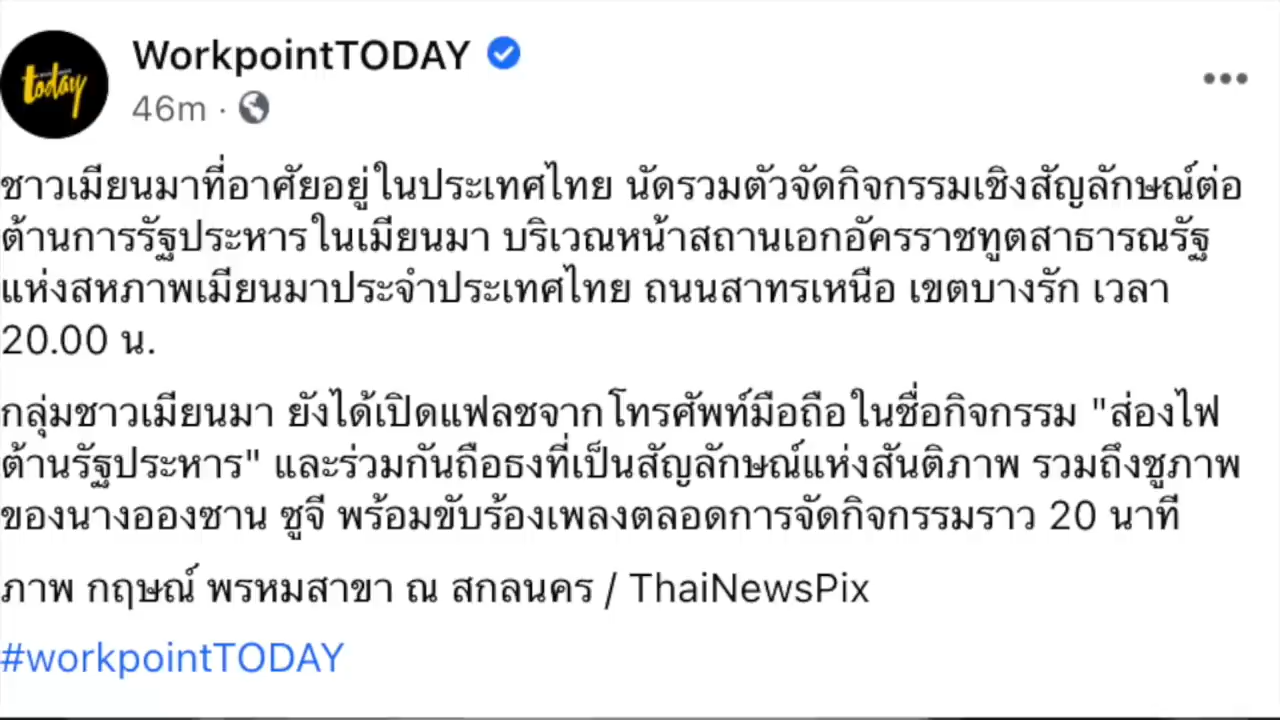 today
WorkpointTODAY
46m ·
ชาวเมียนมาที่อาศัยอยู่ในประเทศไทย นัดรวมตัวจัดกิจกรรมเชิงสัญลักษณ์ต่อ
ต้านการรัฐประหารในเมียนมา บริเวณหน้าสถานเอกอัครราชทูตสาธารณรัฐ
แห่งสหภาพเมียนมาประจำประเทศไทย ถนนสาทรเหนือ เขตบางรัก เวลา
20.00 น.
กลุ่มชาวเมียนมา ยังได้เปิดแฟลชจากโทรศัพท์มือถือในชื่อกิจกรรม "ส่องไฟ
ต้านรัฐประหาร" และร่วมกันถือธงที่เป็นสัญลักษณ์แห่งสันติภาพ รวมถึงชูภาพ
ของนางอองซาน ซูจี พร้อมขับร้องเพลงตลอดการจัดกิจกรรมราว 20 นาที
ภาพ กฤษณ์ พรหมสาขา ณ สกลนคร / ThaiNewsPix
#workpointTODAY